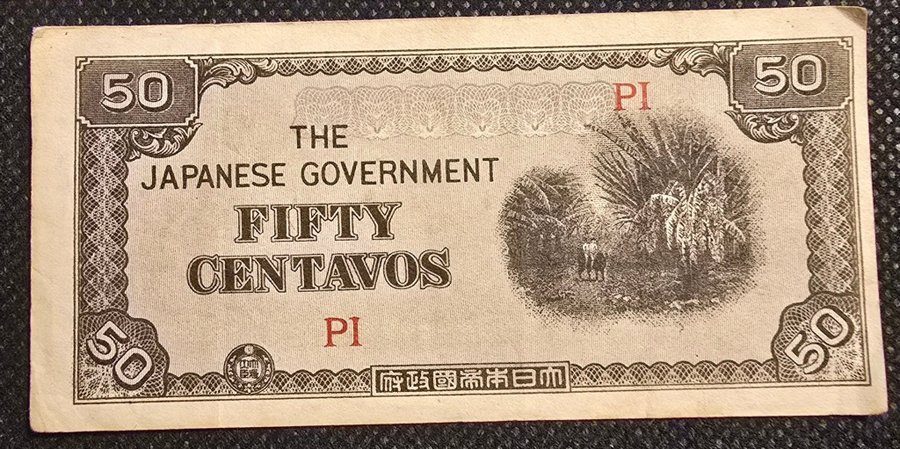 50
50
PI
THE
JAPANESE GOVERNMENT
FIFTY
CENTAVOS
PI
50
府政國帝本日大
50